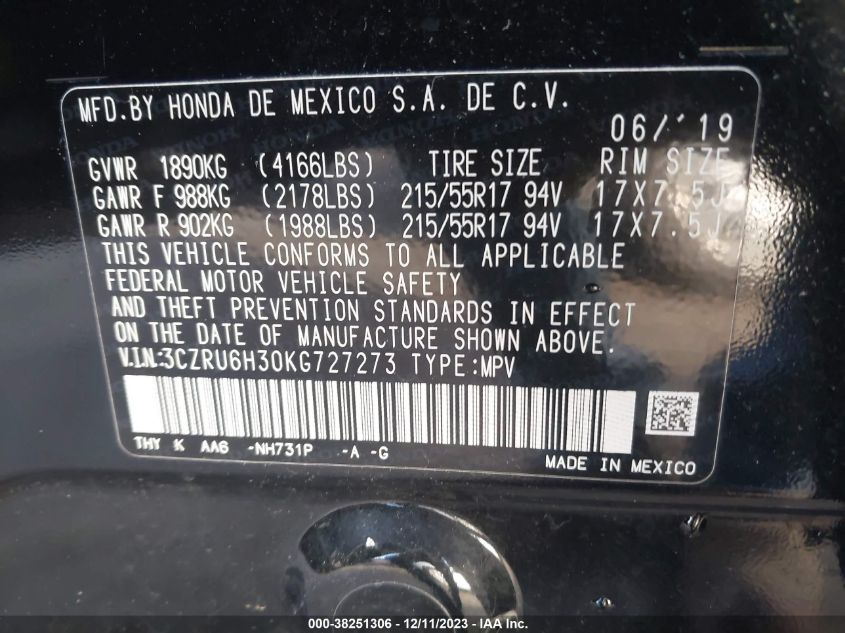 MFD.BY HONDA DE MEXICO S.A. DE C.V.
06/ 19
GVWR 1890KG (4166LBS) TIRE SIZE RIM SIZE
GAWR F 988KG (2178LBS) 215/55R17 94V 17X7.5J
GAWR R 902KG (1988LBS) 215/55R17 94V 17X7.5J
THIS VEHICLE CONFORMS TO ALL APPLICABLE
FEDERAL MOTOR VEHICLE SAFETY
AND THEFT PREVENTION STANDARDS IN EFFECT
ON THE DATE OF MANUFACTURE SHOWN ABOVE.
V.I.N:3CZRU6H30KG727273 TYPE:MPV
THY K AA6 -NH731P -A -G
MADE IN MEXICO
000-38251306 - 12/11/2023 - IAA Inc.